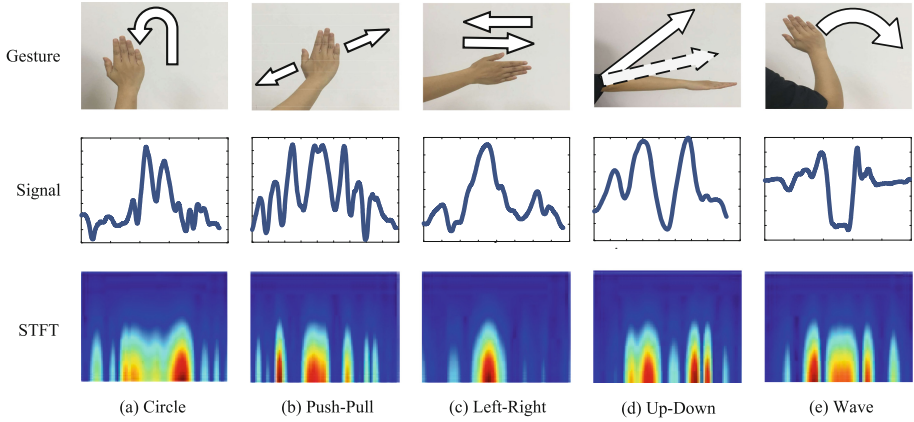 Gesture
Signal
STFT
(a) Circle
(b) Push-Pull
(c) Left-Right
(d) Up-Down
(e) Wave